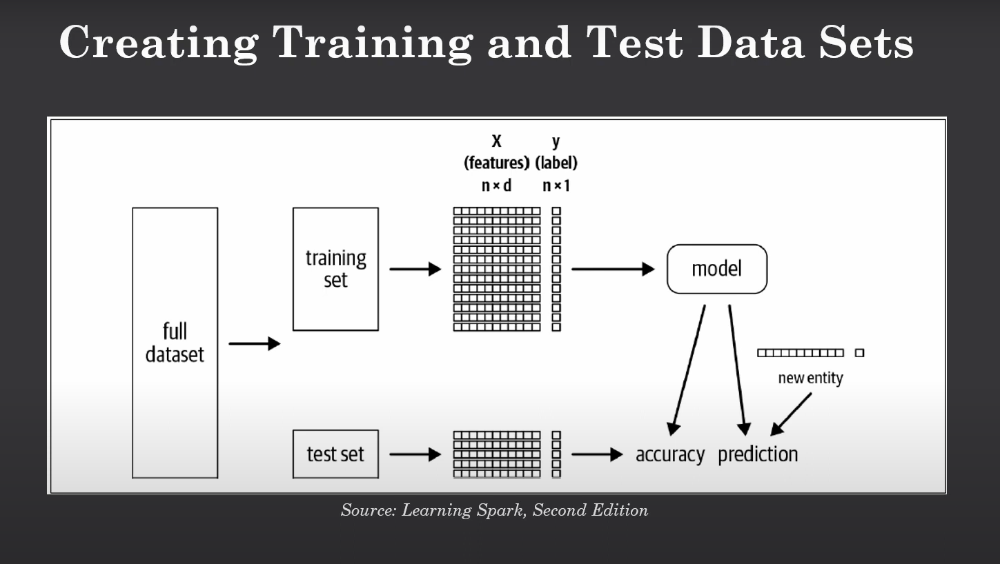 Creating Training and Test Data Sets
X
(features)
n × d
y
(label)
n × 1
full
dataset
training
set
model
new entity
test set
accuracy
prediction
Source: Learning Spark, Second Edition